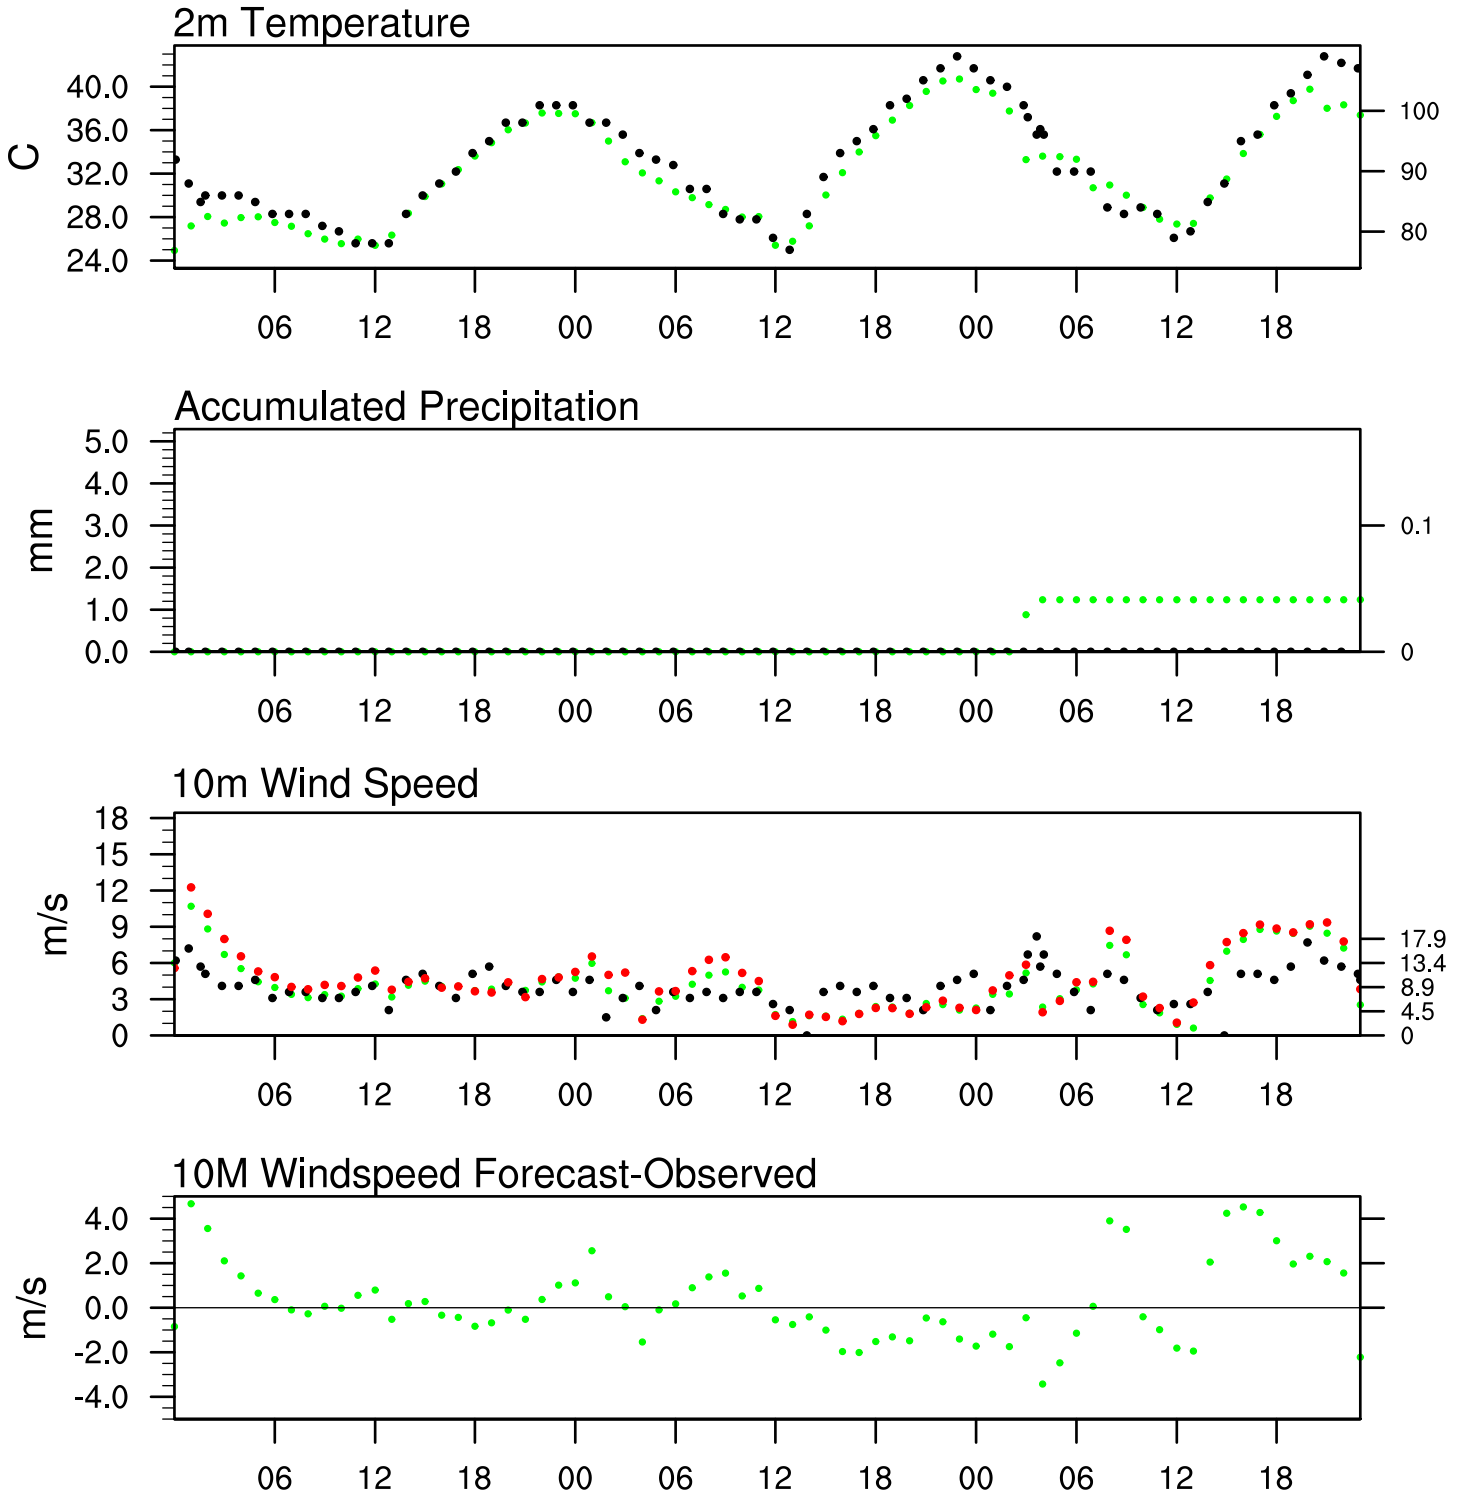 2m Temperature
40.0
36.0
32.0
28.0
24.0
C
100
90
80
06 12 18 00 06 12 18 00 06 12 18
Accumulated Precipitation
5.0
4.0
3.0
2.0
1.0
0.0
mm
0.1
0
06 12 18 00 06 12 18 00 06 12 18
10m Wind Speed
18
15
12
9
6
3
0
m/s
17.9
13.4
8.9
4.5
0
06 12 18 00 06 12 18 00 06 12 18
10M Windspeed Forecast-Observed
4.0
2.0
0.0
-2.0
-4.0
m/s
06 12 18 00 06 12 18 00 06 12 18